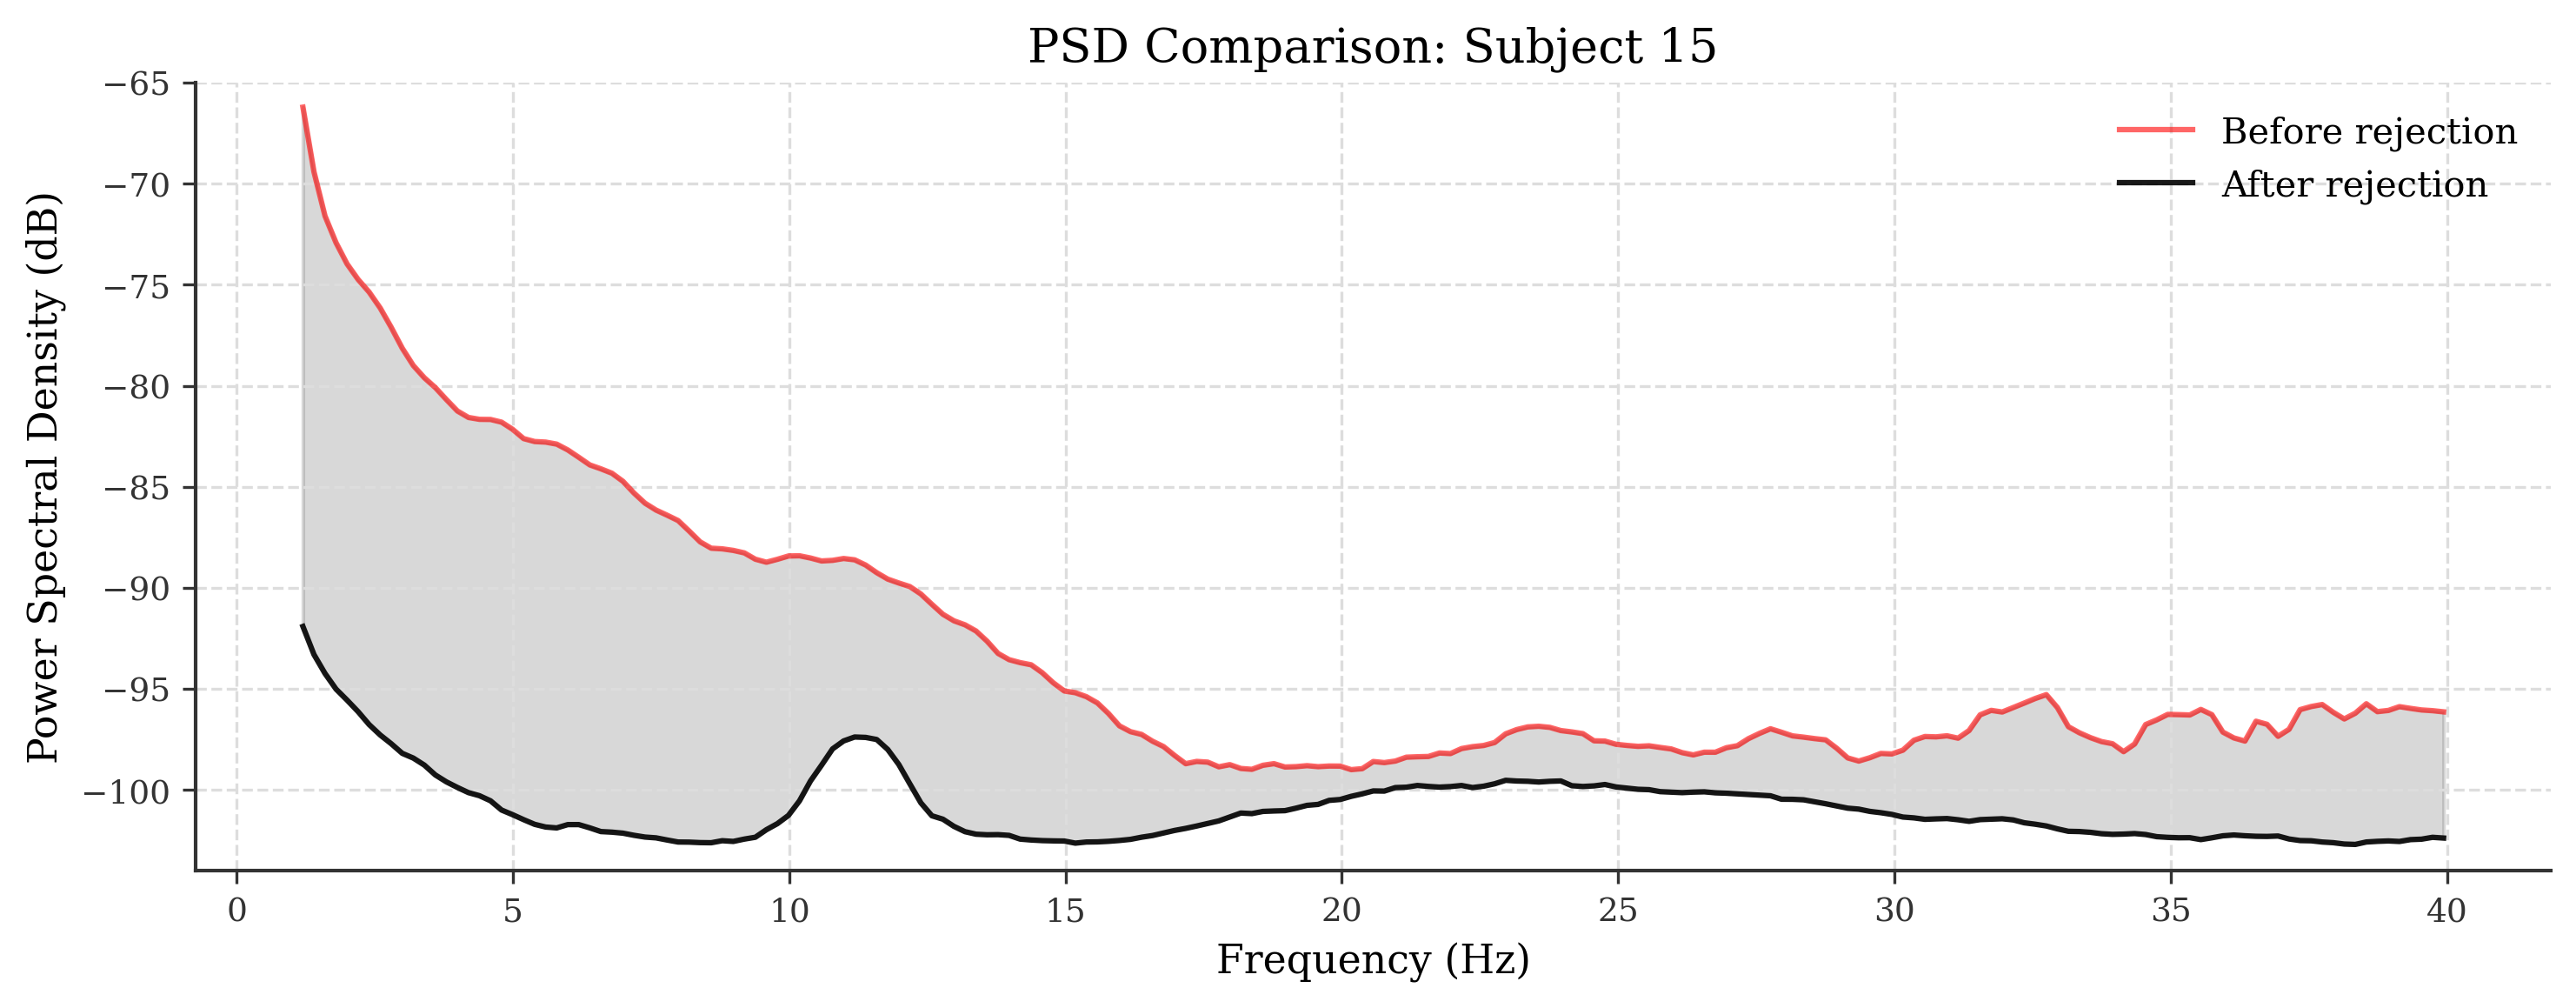 PSD Comparison: Subject 15
Power Spectral Density (dB)
−65
−70
−75
−80
−85
−90
−95
−100
Before rejection
After rejection
0 5 10 15 20 25 30 35 40
Frequency (Hz)